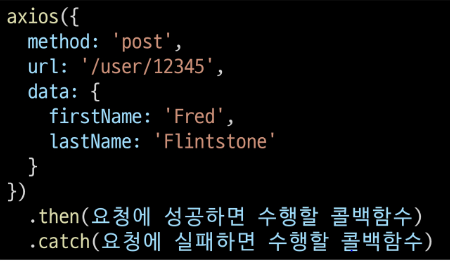 axios({
  method: 'post',
  url: '/user/12345',
  data: {
    firstName: 'Fred',
    lastName: 'Flintstone'
  }
})
  .then(요청에 성공하면 수행할 콜백함수)
  .catch(요청에 실패하면 수행할 콜백함수)